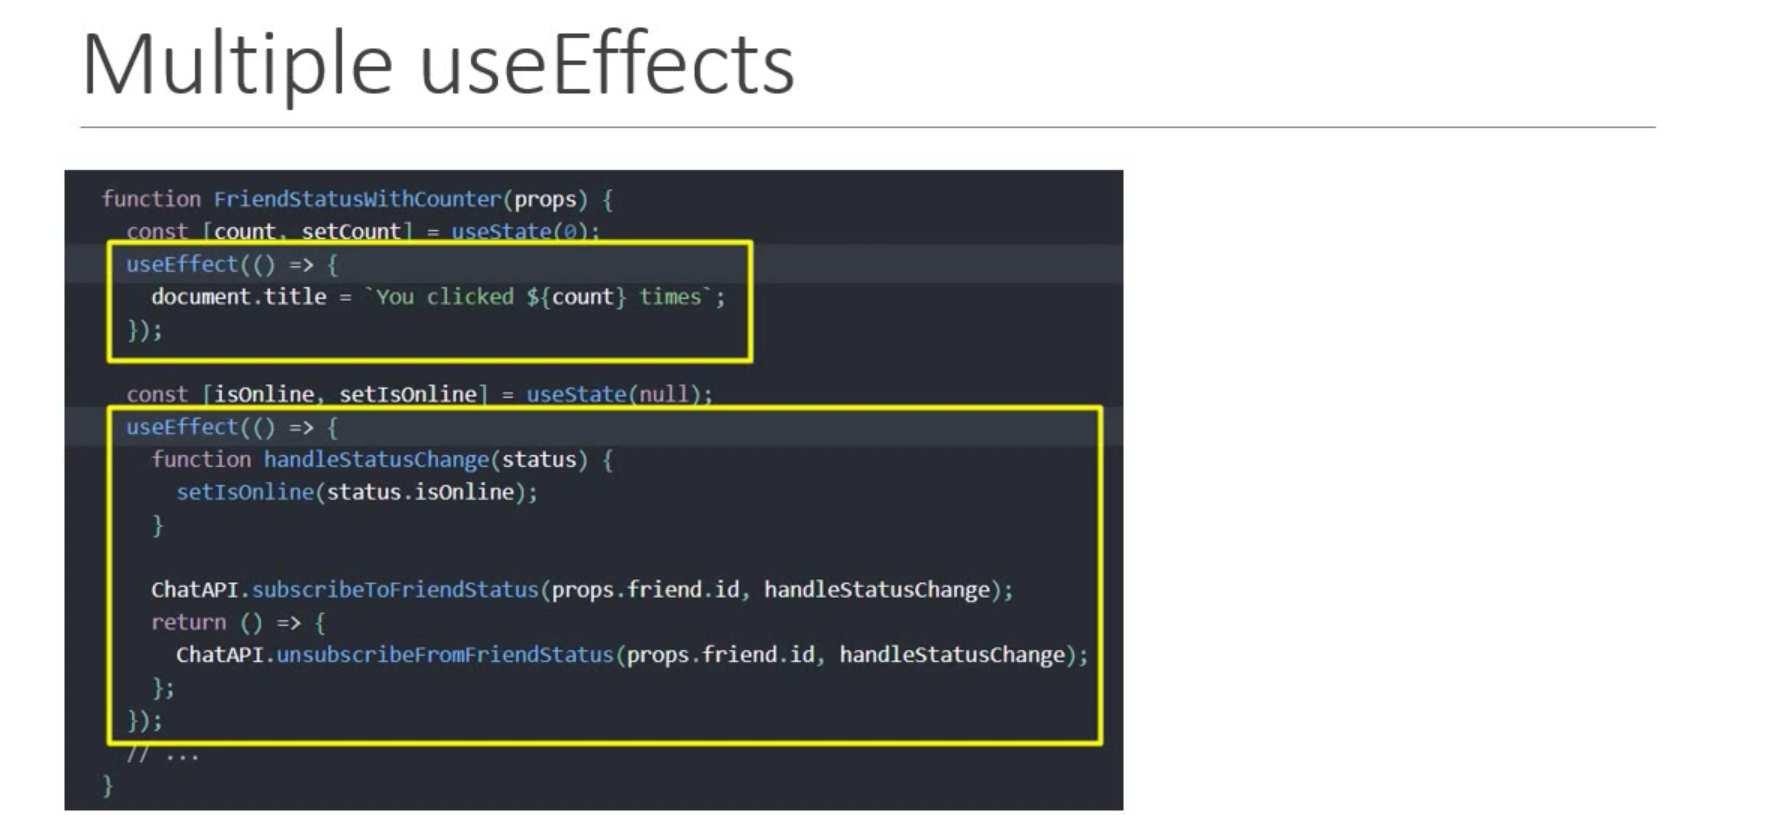 Multiple useEffects
function FriendStatusWithCounter(props) {
const [count, setCount] = useState(0);
useEffect(() => {
document.title = `You clicked ${count} times`;
});
const [isOnline, setIsOnline] = useState(null);
useEffect(() => {
function handleStatusChange(status) {
setIsOnline(status.isOnline);
}
ChatAPI.subscribeToFriendStatus(props.friend.id, handleStatusChange);
return () => {
ChatAPI.unsubscribeFromFriendStatus(props.friend.id, handleStatusChange);
};
});
// ...
}